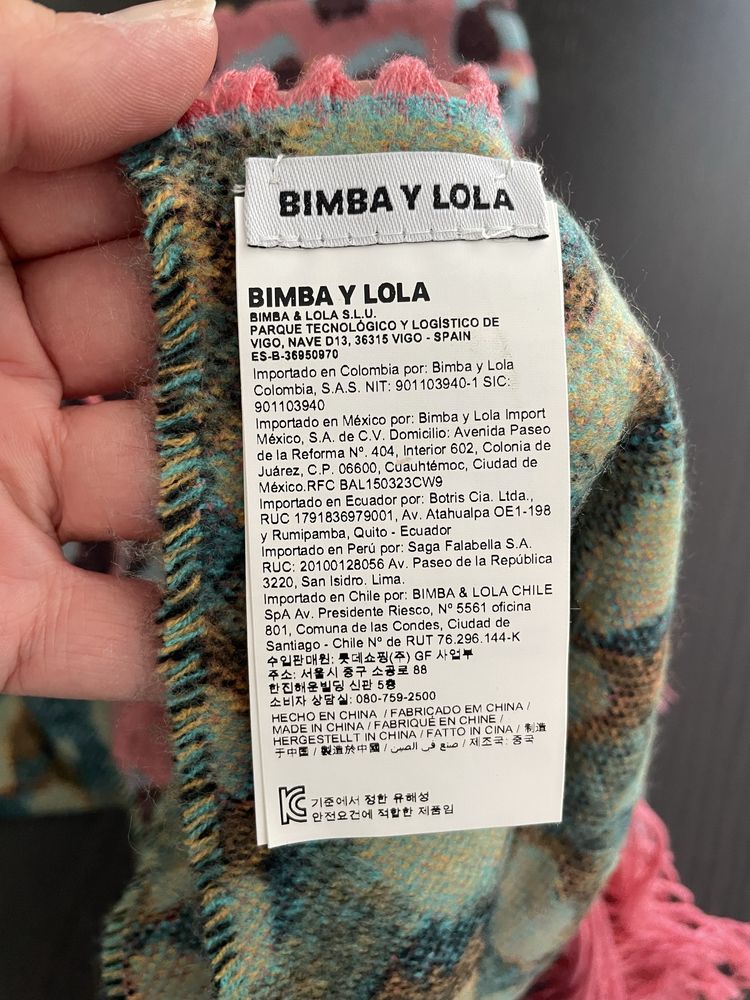 BIMBA Y LOLA
BIMBA Y LOLA
BIMBA & LOLA S.L.U.
PARQUE TECNOLÓGICO Y LOGÍSTICO DE
VIGO, NAVE D13, 36315 VIGO - SPAIN
ES-B-36950970
Importado en Colombia por: Bimba y Lola
Colombia, S.A.S. NIT: 901103940-1 SIC:
901103940
Importado en México por: Bimba y Lola Import
México, S.A. de C.V. Domicilio: Avenida Paseo
de la Reforma Nº. 404, Interior 602, Colonia de
Juárez, C.P. 06600, Cuauhtémoc, Ciudad de
México.RFC BAL150323CW9
Importado en Ecuador por: Botris Cia. Ltda.,
RUC 1791836979001, Av. Atahualpa OE1-198
y Rumipamba, Quito - Ecuador
Importado en Perú por: Saga Falabella S.A.
RUC: 20100128056 Av. Paseo de la República
3220, San Isidro. Lima.
Importado en Chile por: BIMBA & LOLA CHILE
SpA Av. Presidente Riesco, Nº 5561 oficina
801, Comuna de las Condes, Ciudad de
Santiago - Chile Nº de RUT 76.296.144-K
수입판매원: 롯데쇼핑(주) GF 사업부
주소: 서울시 중구 소공로 88
한진해운빌딩 신관 5층
소비자 상담실: 080-759-2500
HECHO EN CHINA / FABRICADO EM CHINA /
MADE IN CHINA / FABRIQUÉ EN CHINE /
HERGESTELLT IN CHINA / FATTO IN CINA / 制造
于中国 / 製造於中國 / صنع في الصين / 제조국: 중국
KC 기준에서 정한 유해성
안전요건에 적합한 제품임